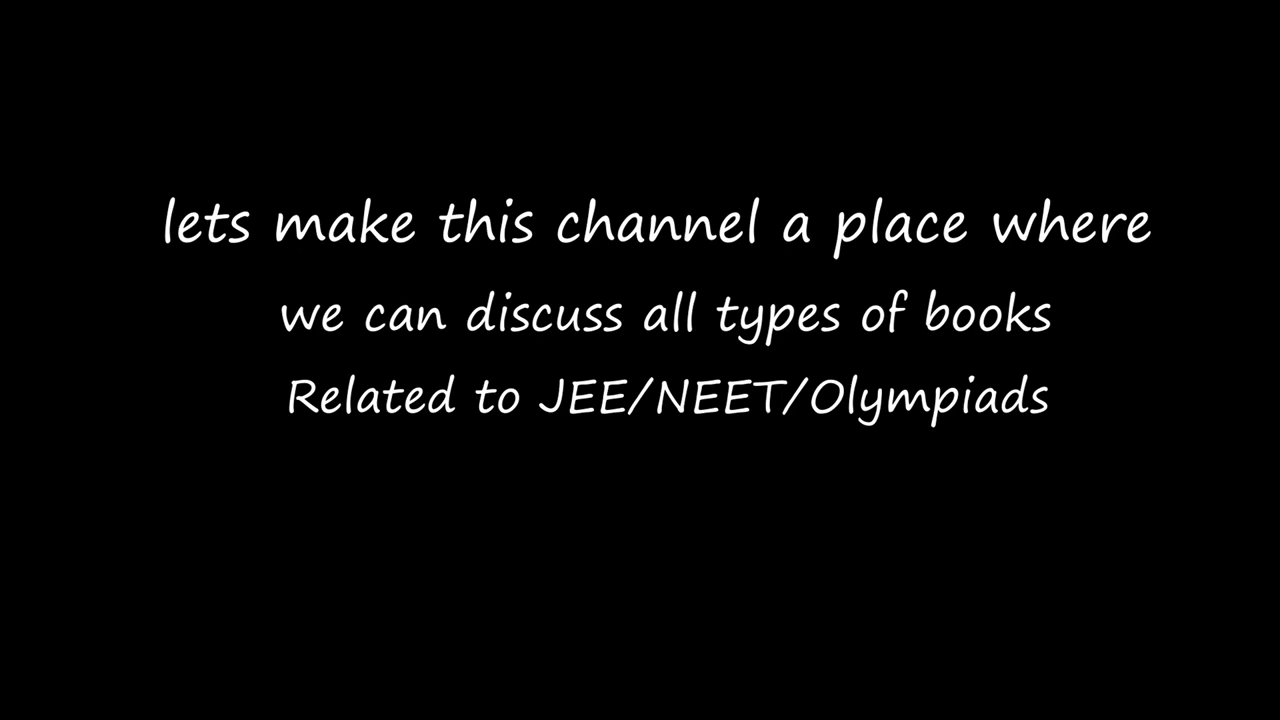 lets make this channel a place where
we can discuss all types of books
Related to JEE/NEET/Olympiads